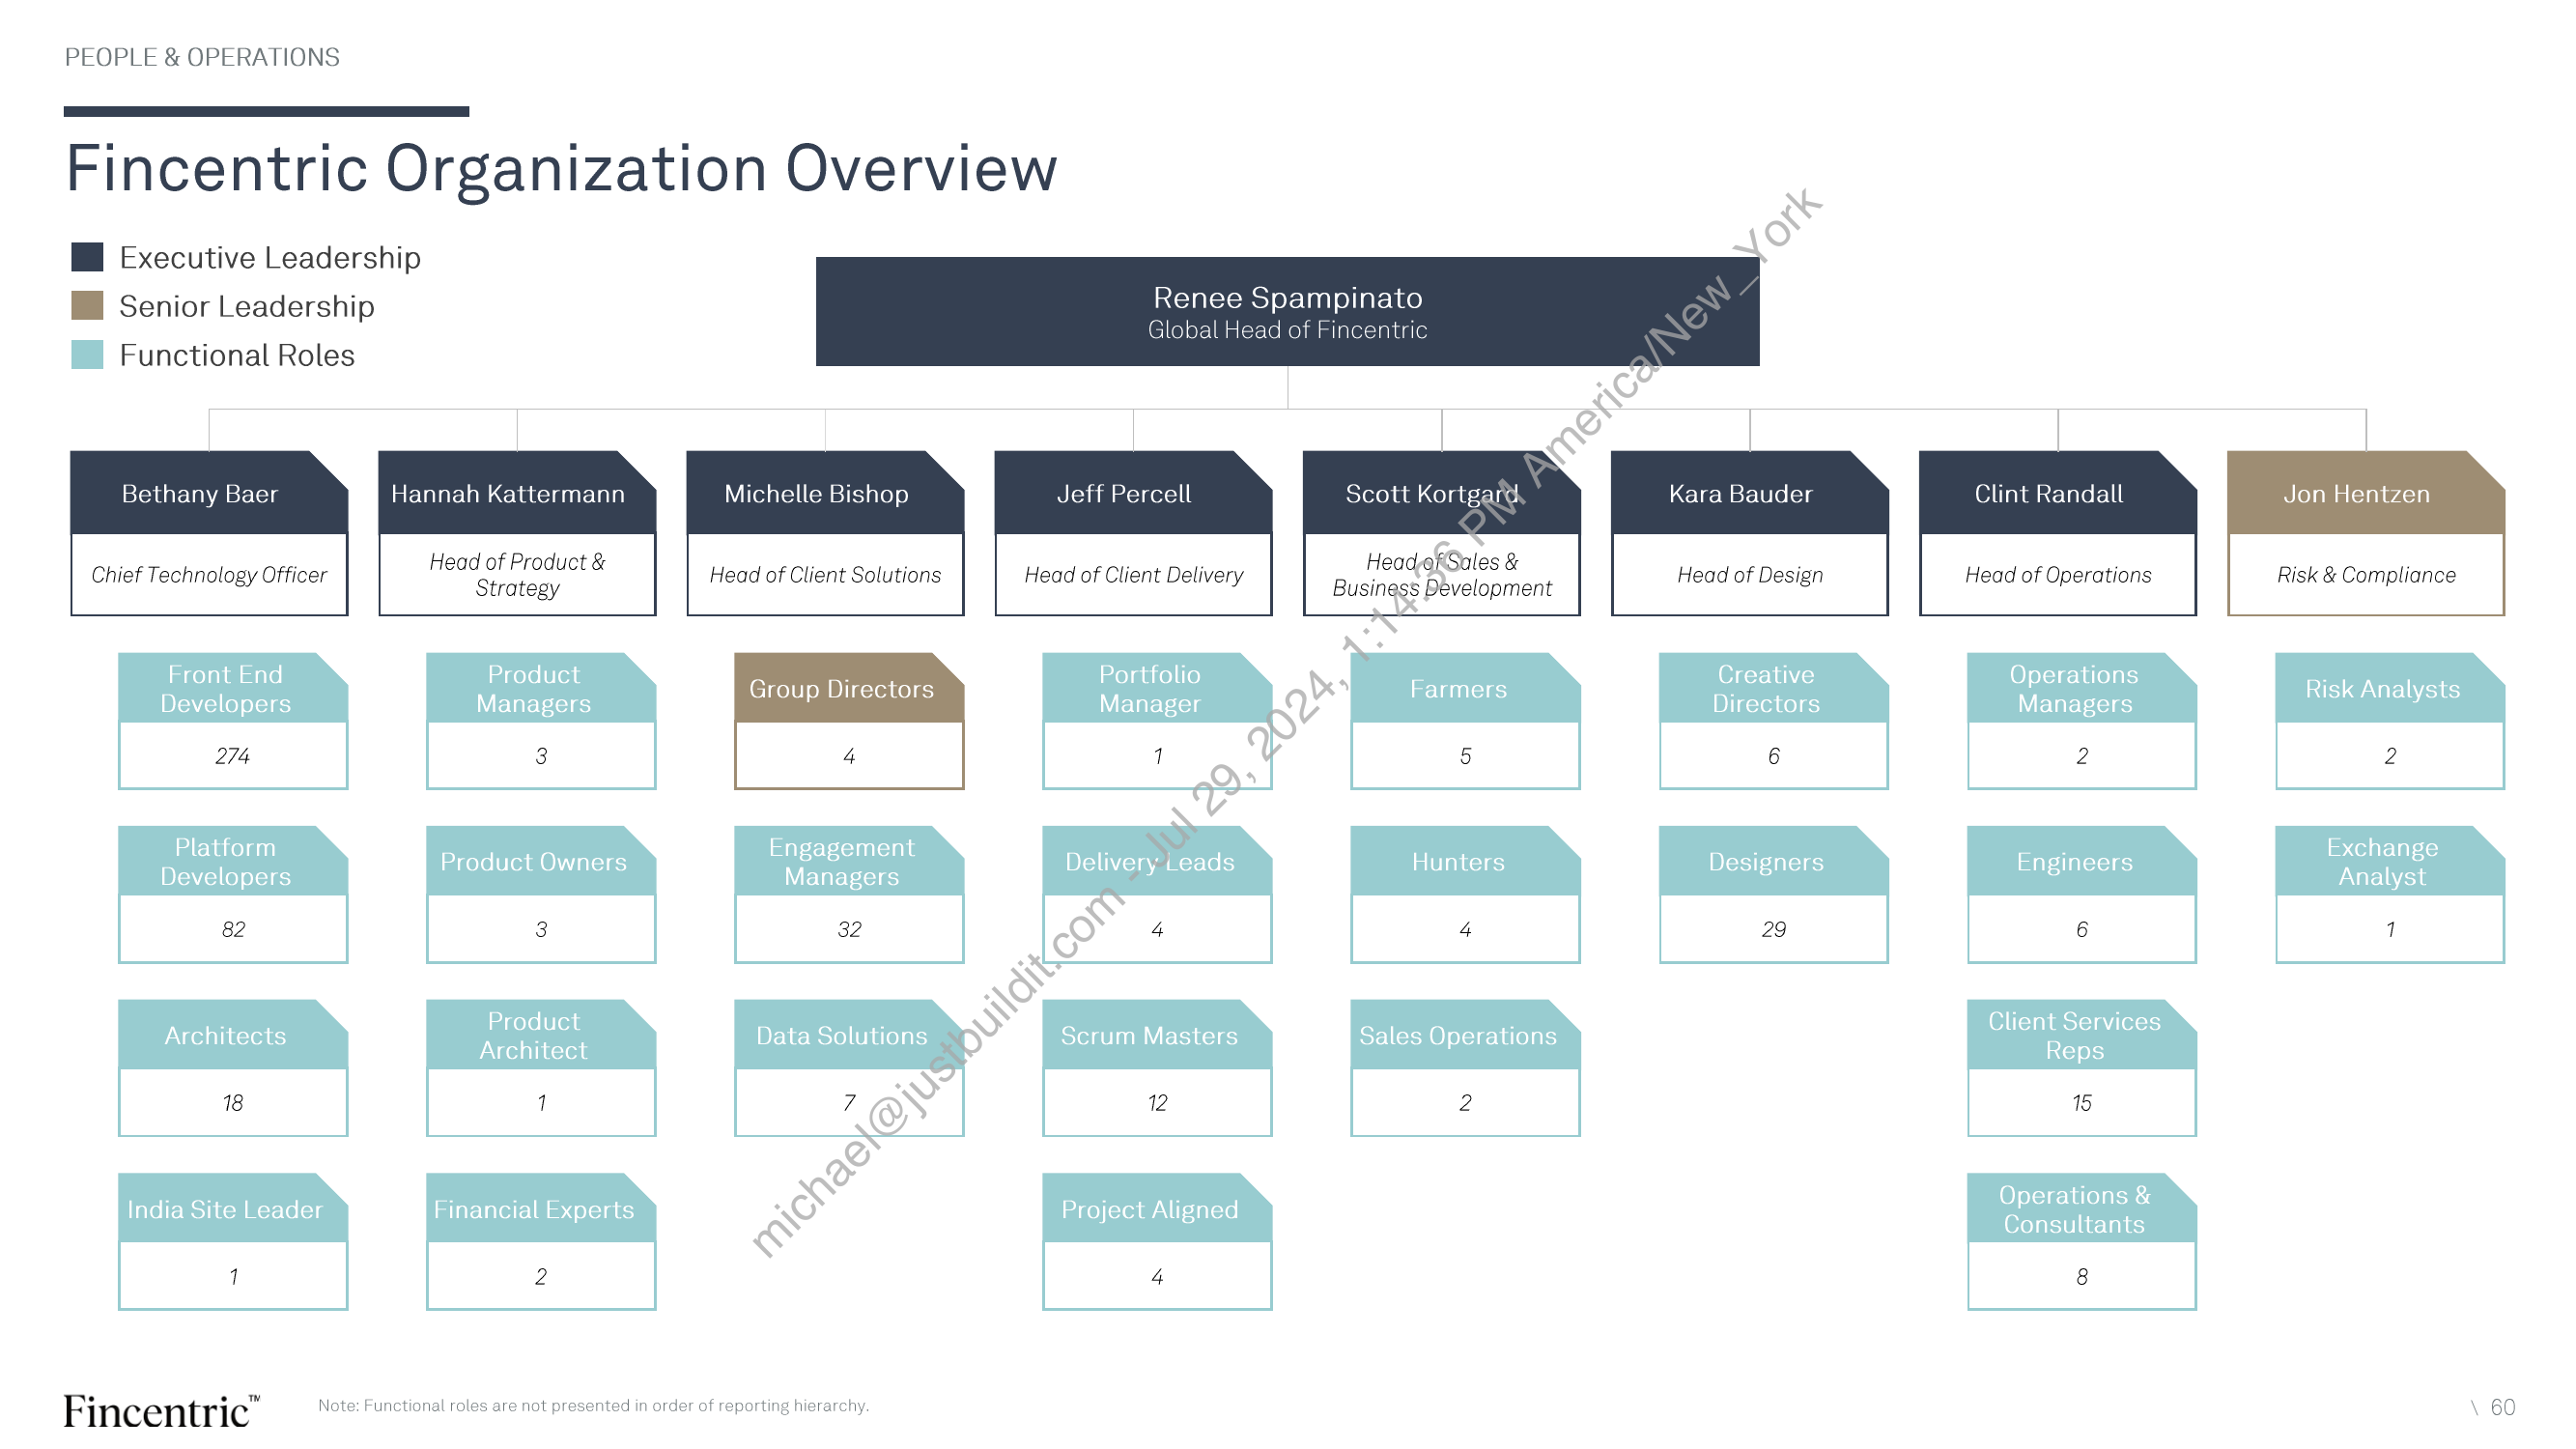 PEOPLE & OPERATIONS
Fincentric Organization Overview
Executive Leadership
Senior Leadership
Functional Roles
Renee Spampinato
Global Head of Fincentric
Bethany Baer
Chief Technology Officer
Front End
Developers
274
Platform
Developers
82
Architects
18
India Site Leader
1
Hannah Kattermann
Head of Product &
Strategy
Product
Managers
3
Product Owners
3
Product
Architect
1
Financial Experts
2
Michelle Bishop
Head of Client Solutions
Group Directors
4
Engagement
Managers
32
Data Solutions
7
Jeff Percell
Head of Client Delivery
Portfolio
Manager
1
Delivery Leads
4
Scrum Masters
12
Project Aligned
4
Scott Kortgard
Head of Sales &
Business Development
Farmers
5
Hunters
4
Sales Operations
2
Kara Bauder
Head of Design
Creative
Directors
6
Designers
29
Clint Randall
Head of Operations
Operations
Managers
2
Engineers
6
Client Services
Reps
15
Operations &
Consultants
8
Jon Hentzen
Risk & Compliance
Risk Analysts
2
Exchange
Analyst
1
michael@justbuildit.com - Jul 29, 2024, 1:14:36 PM America/New_York
Fincentric™
Note: Functional roles are not presented in order of reporting hierarchy.
\ 60